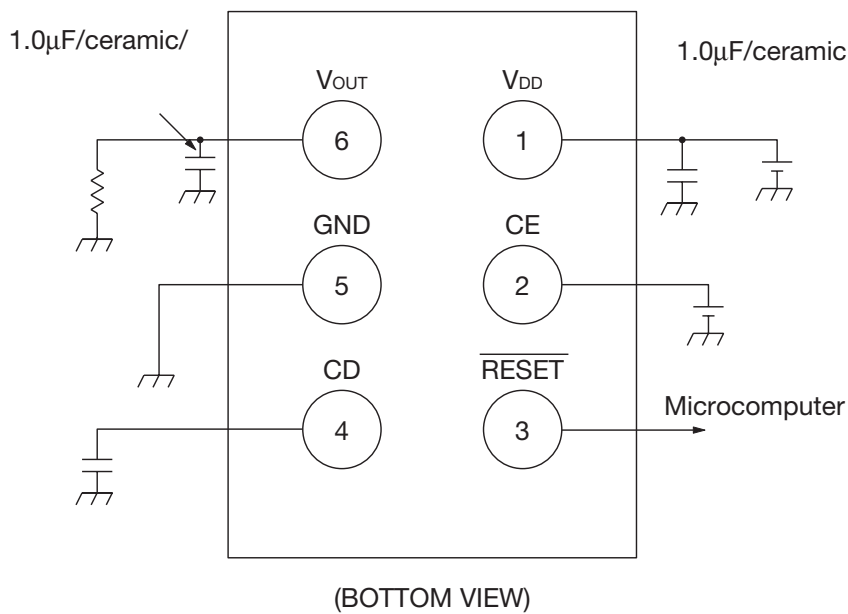 1.0μF/ceramic/
1.0μF/ceramic
VOUT
VDD
6
1
GND
CE
5
2
CD
RESET
4
3
Microcomputer
(BOTTOM VIEW)